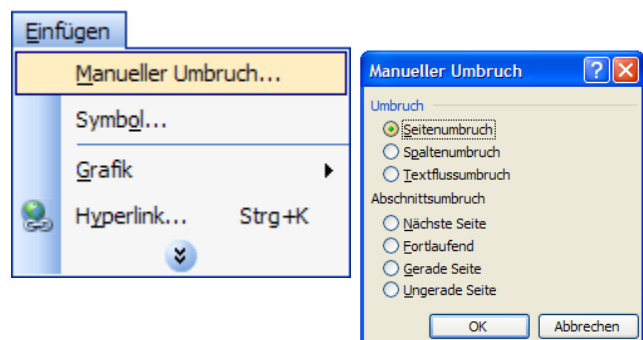 Einfügen
Manueller Umbruch...
Symbol...
Grafik
Hyperlink... Strg+K
Manueller Umbruch
Umbruch
Seitenumbruch
Spaltenumbruch
Textflussumbruch
Abschnittsumbruch
Nächste Seite
Fortlaufend
Gerade Seite
Ungerade Seite
OK Abbrechen